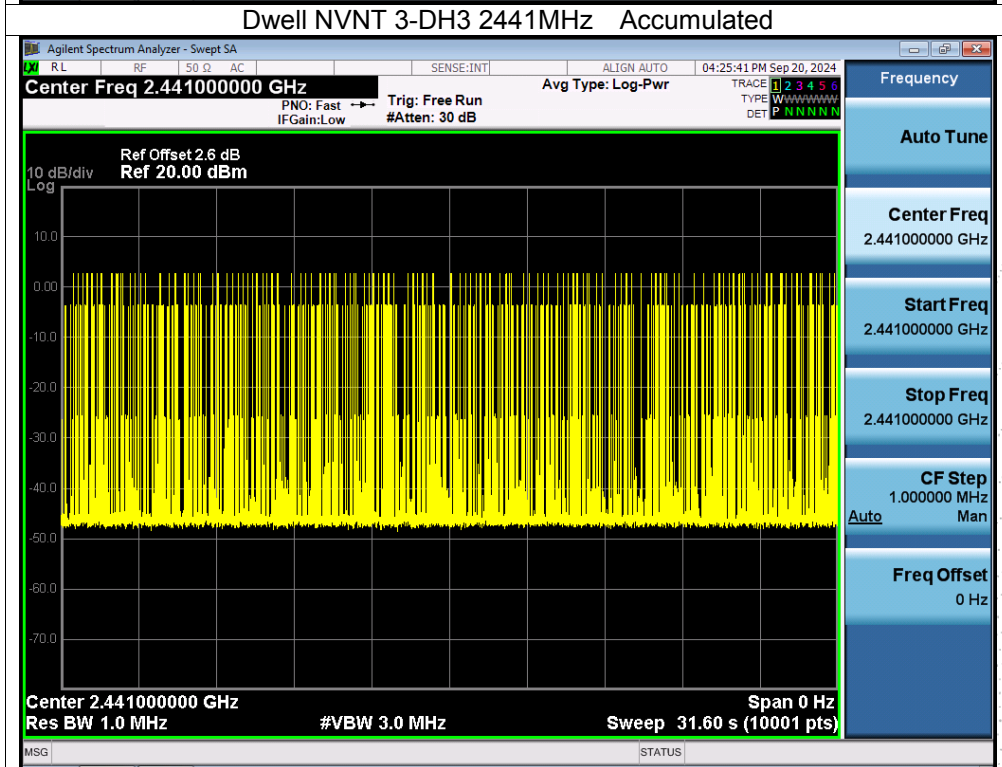 Dwell NVNT 3-DH3 2441MHz Accumulated
Agilent Spectrum Analyzer - Swept SA
LXI RL RF 50 Ω AC SENSE:INT ALIGN AUTO 04:25:41 PM Sep 20, 2024
Center Freq 2.441000000 GHz
PNO: Fast
IFGain:Low
Trig: Free Run
#Atten: 30 dB
Avg Type: Log-Pwr
TRACE 1 2 3 4 5 6
TYPE WWWWWW
DET P N N N N N
Ref Offset 2.6 dB
10 dB/div Ref 20.00 dBm
Log
10.0
0.00
-10.0
-20.0
-30.0
-40.0
-50.0
-60.0
-70.0
Center 2.441000000 GHz Span 0 Hz
Res BW 1.0 MHz #VBW 3.0 MHz Sweep 31.60 s (10001 pts)
MSG STATUS
Frequency
Auto Tune
Center Freq
2.441000000 GHz
Start Freq
2.441000000 GHz
Stop Freq
2.441000000 GHz
CF Step
1.000000 MHz
Auto Man
Freq Offset
0 Hz